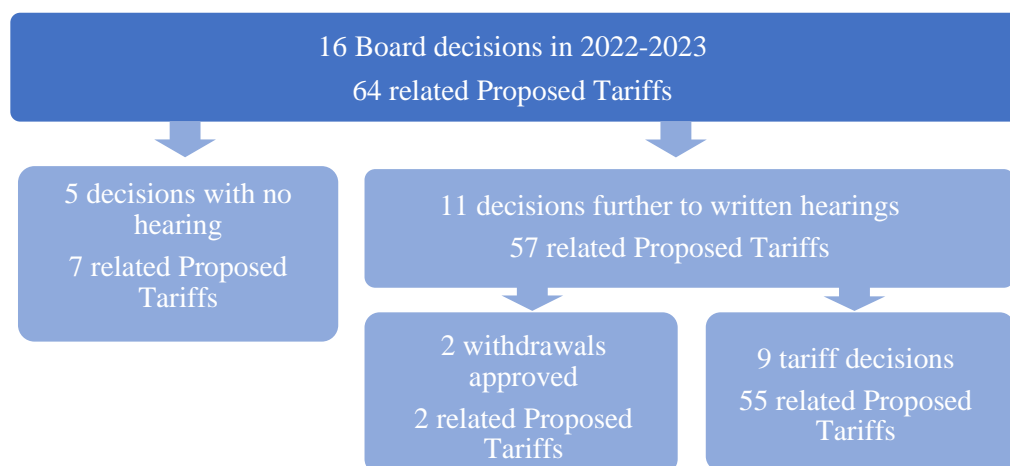 16 Board decisions in 2022-2023
64 related Proposed Tariffs
5 decisions with no
hearing
7 related Proposed
Tariffs
11 decisions further to written hearings
57 related Proposed Tariffs
2 withdrawals
approved
2 related Proposed
Tariffs
9 tariff decisions
55 related Proposed
Tariffs